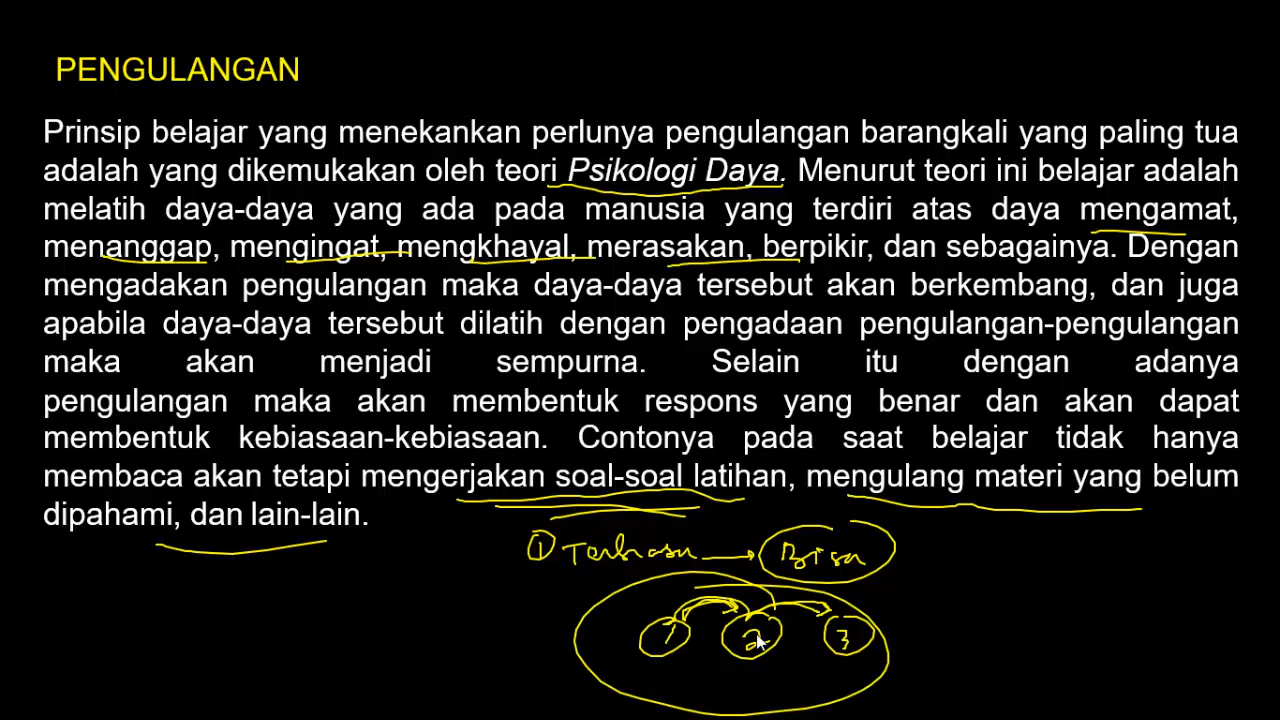 PENGULANGAN
Prinsip belajar yang menekankan perlunya pengulangan barangkali yang paling tua
adalah yang dikemukakan oleh teori Psikologi Daya. Menurut teori ini belajar adalah
melatih daya-daya yang ada pada manusia yang terdiri atas daya mengamat,
menanggap, mengingat, mengkhayal, merasakan, berpikir, dan sebagainya. Dengan
mengadakan pengulangan maka daya-daya tersebut akan berkembang, dan juga
apabila daya-daya tersebut dilatih dengan pengadaan pengulangan-pengulangan
maka akan menjadi sempurna. Selain itu dengan adanya
pengulangan maka akan membentuk respons yang benar dan akan dapat
membentuk kebiasaan-kebiasaan. Contonya pada saat belajar tidak hanya
membaca akan tetapi mengerjakan soal-soal latihan, mengulang materi yang belum
dipahami, dan lain-lain.
1 Terbiasa → Bisa
1 2 3